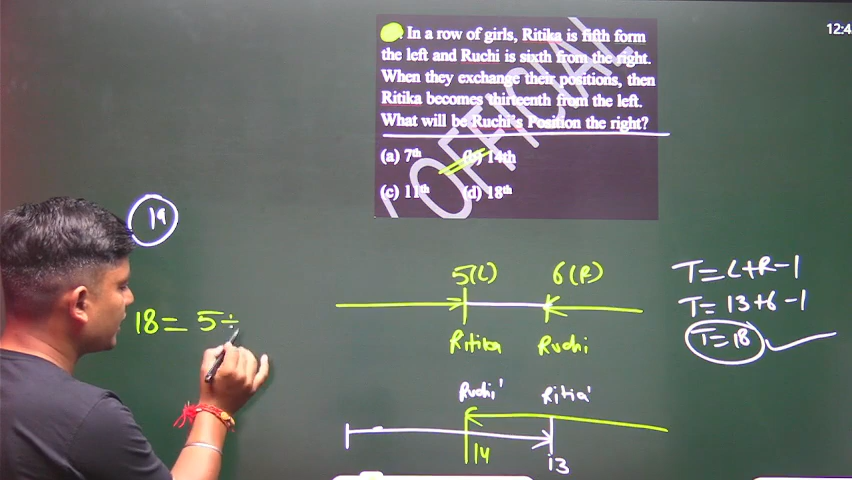 12:4
In a row of girls, Ritika is fifth form
the left and Ruchi is sixth from the right.
When they exchange their positions, then
Ritika becomes thirteenth from the left.
What will be Ruchi's Position the right?
(a) 7th (b) 14th
(c) 11th (d) 18th
OFFICIAL
19
18= 5÷
5(L) 6(R)
Ritika Ruchi
T=L+R-1
T=13+6-1
T=18
Ruchi' Ritia'
14 13